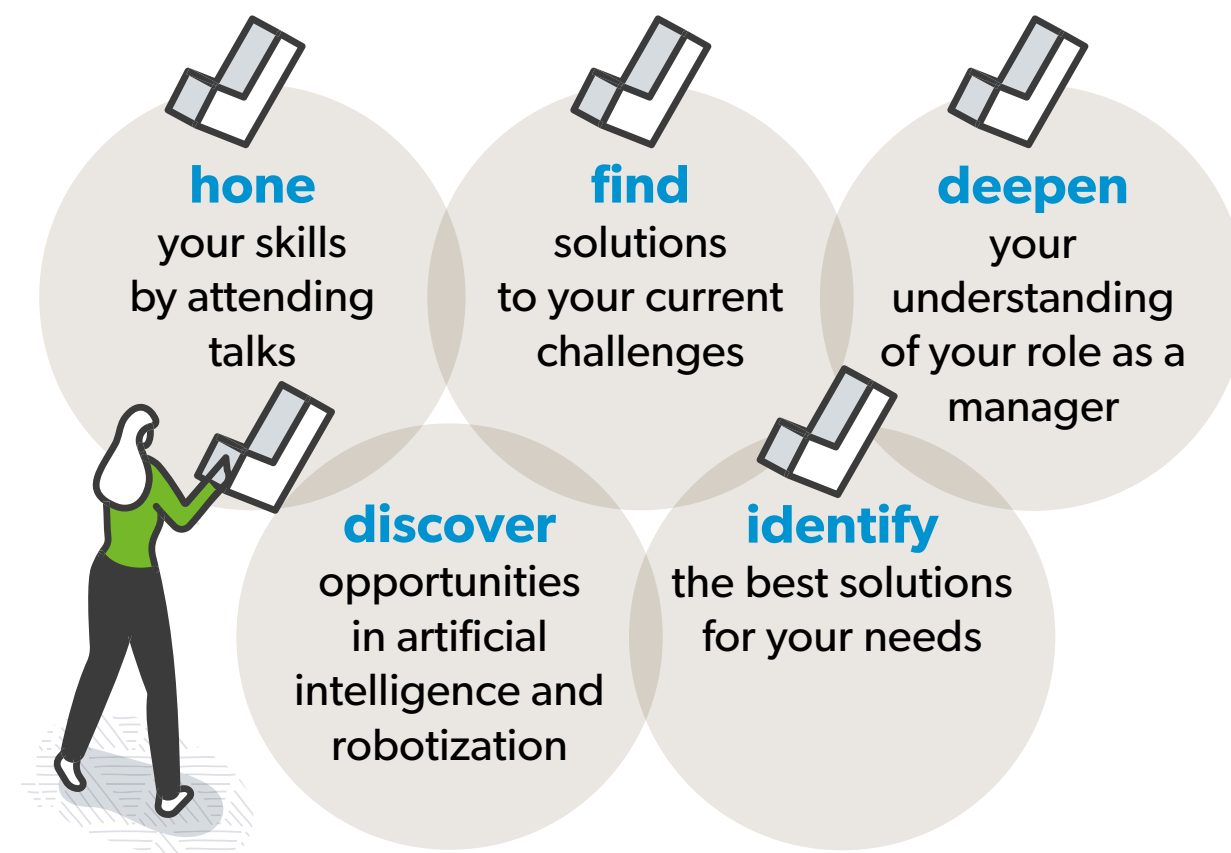 hone
your skills
by attending
talks
find
solutions
to your current
challenges
deepen
your
understanding
of your role as a
manager
discover
opportunities
in artificial
intelligence and
robotization
identify
the best solutions
for your needs